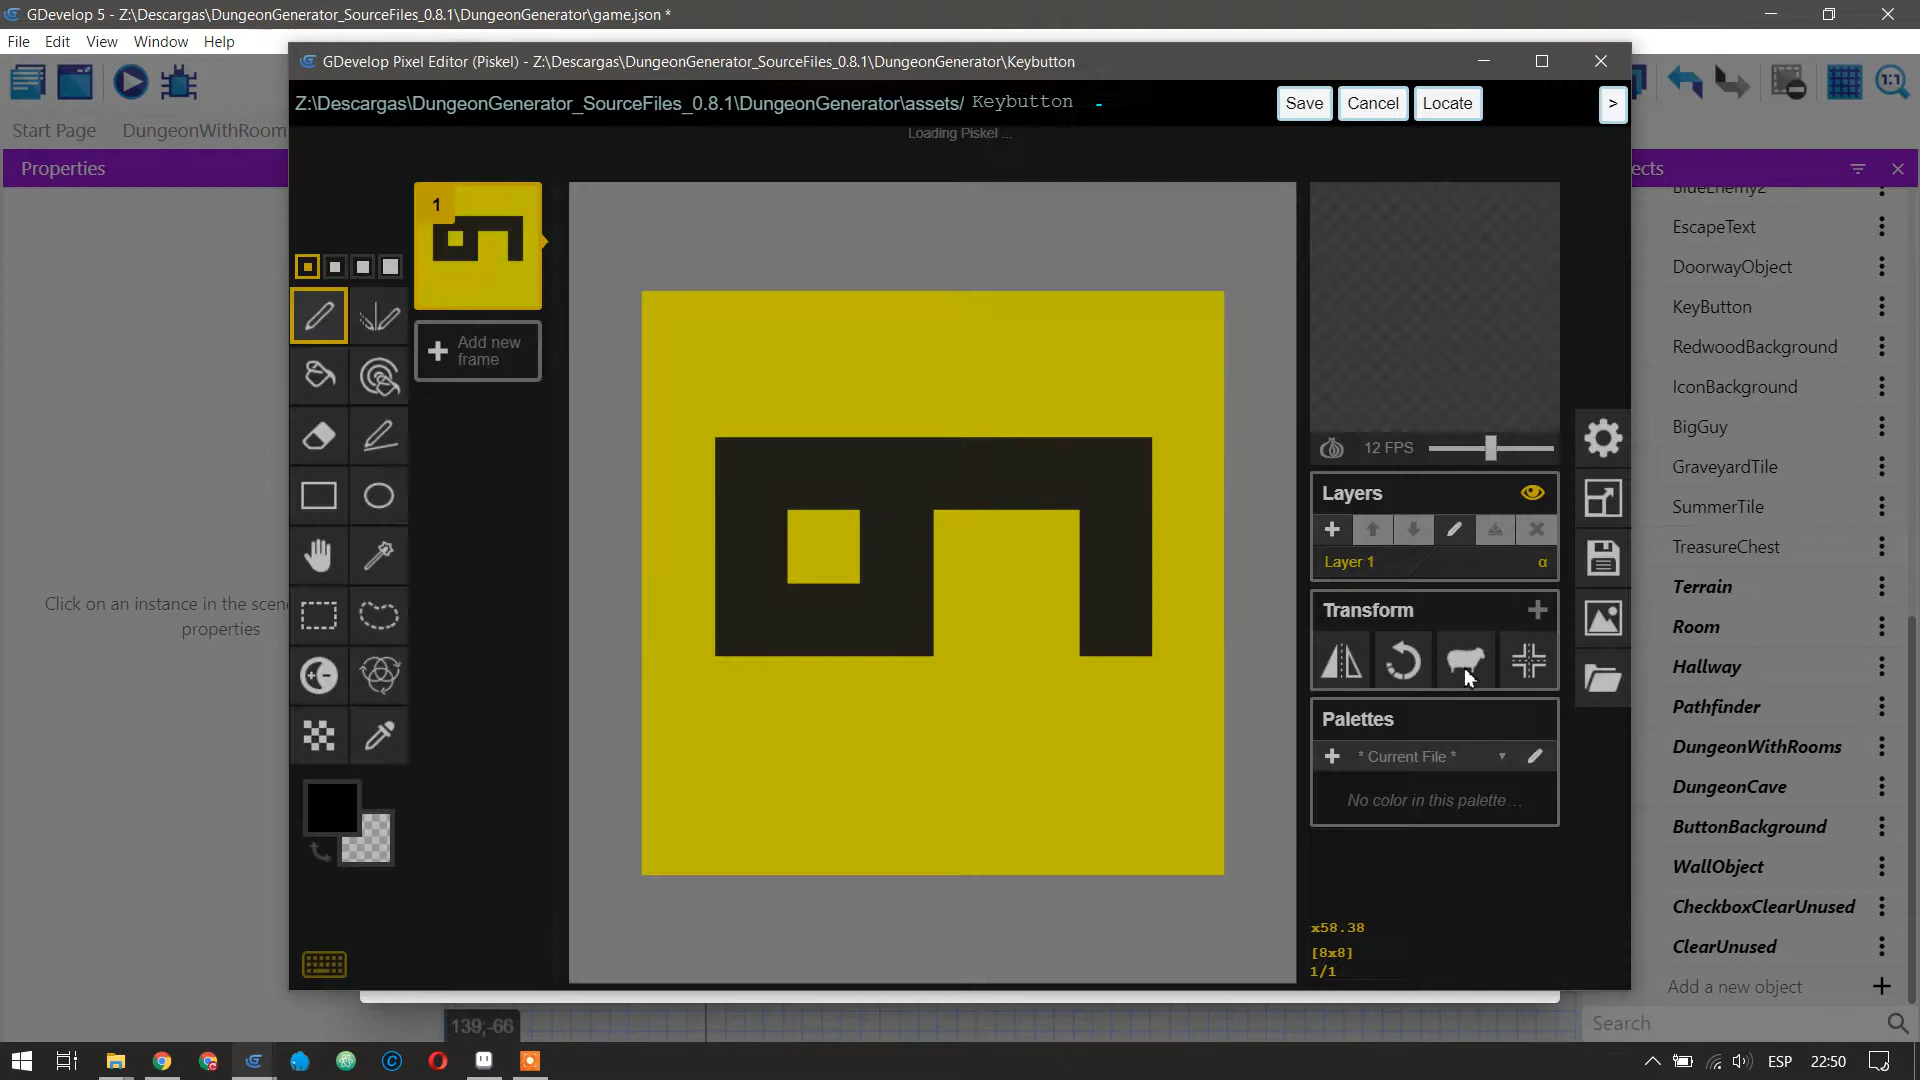 GDevelop 5 - Z:\Descargas\DungeonGenerator_SourceFiles_0.8.1\DungeonGenerator\game.json *
File Edit View Window Help
GDevelop Pixel Editor (Piskel) - Z:\Descargas\DungeonGenerator_SourceFiles_0.8.1\DungeonGenerator\Keybutton
Z:\Descargas\DungeonGenerator_SourceFiles_0.8.1\DungeonGenerator\assets/ Keybutton -
Save Cancel Locate >
Loading Piskel ...
1:1
Start Page DungeonWithRoom
Properties
ects
Click on an instance in the scene
properties
1
Add new
frame
12 FPS
Layers
Layer 1 α
Transform
Palettes
* Current File *
No color in this palette...
x58.38
[8x8]
1/1
BlueEnemy2
EscapeText
DoorwayObject
KeyButton
RedwoodBackground
IconBackground
BigGuy
GraveyardTile
SummerTile
TreasureChest
Terrain
Room
Hallway
Pathfinder
DungeonWithRooms
DungeonCave
ButtonBackground
WallObject
CheckboxClearUnused
ClearUnused
Add a new object
Search
139;-66
ESP 22:50